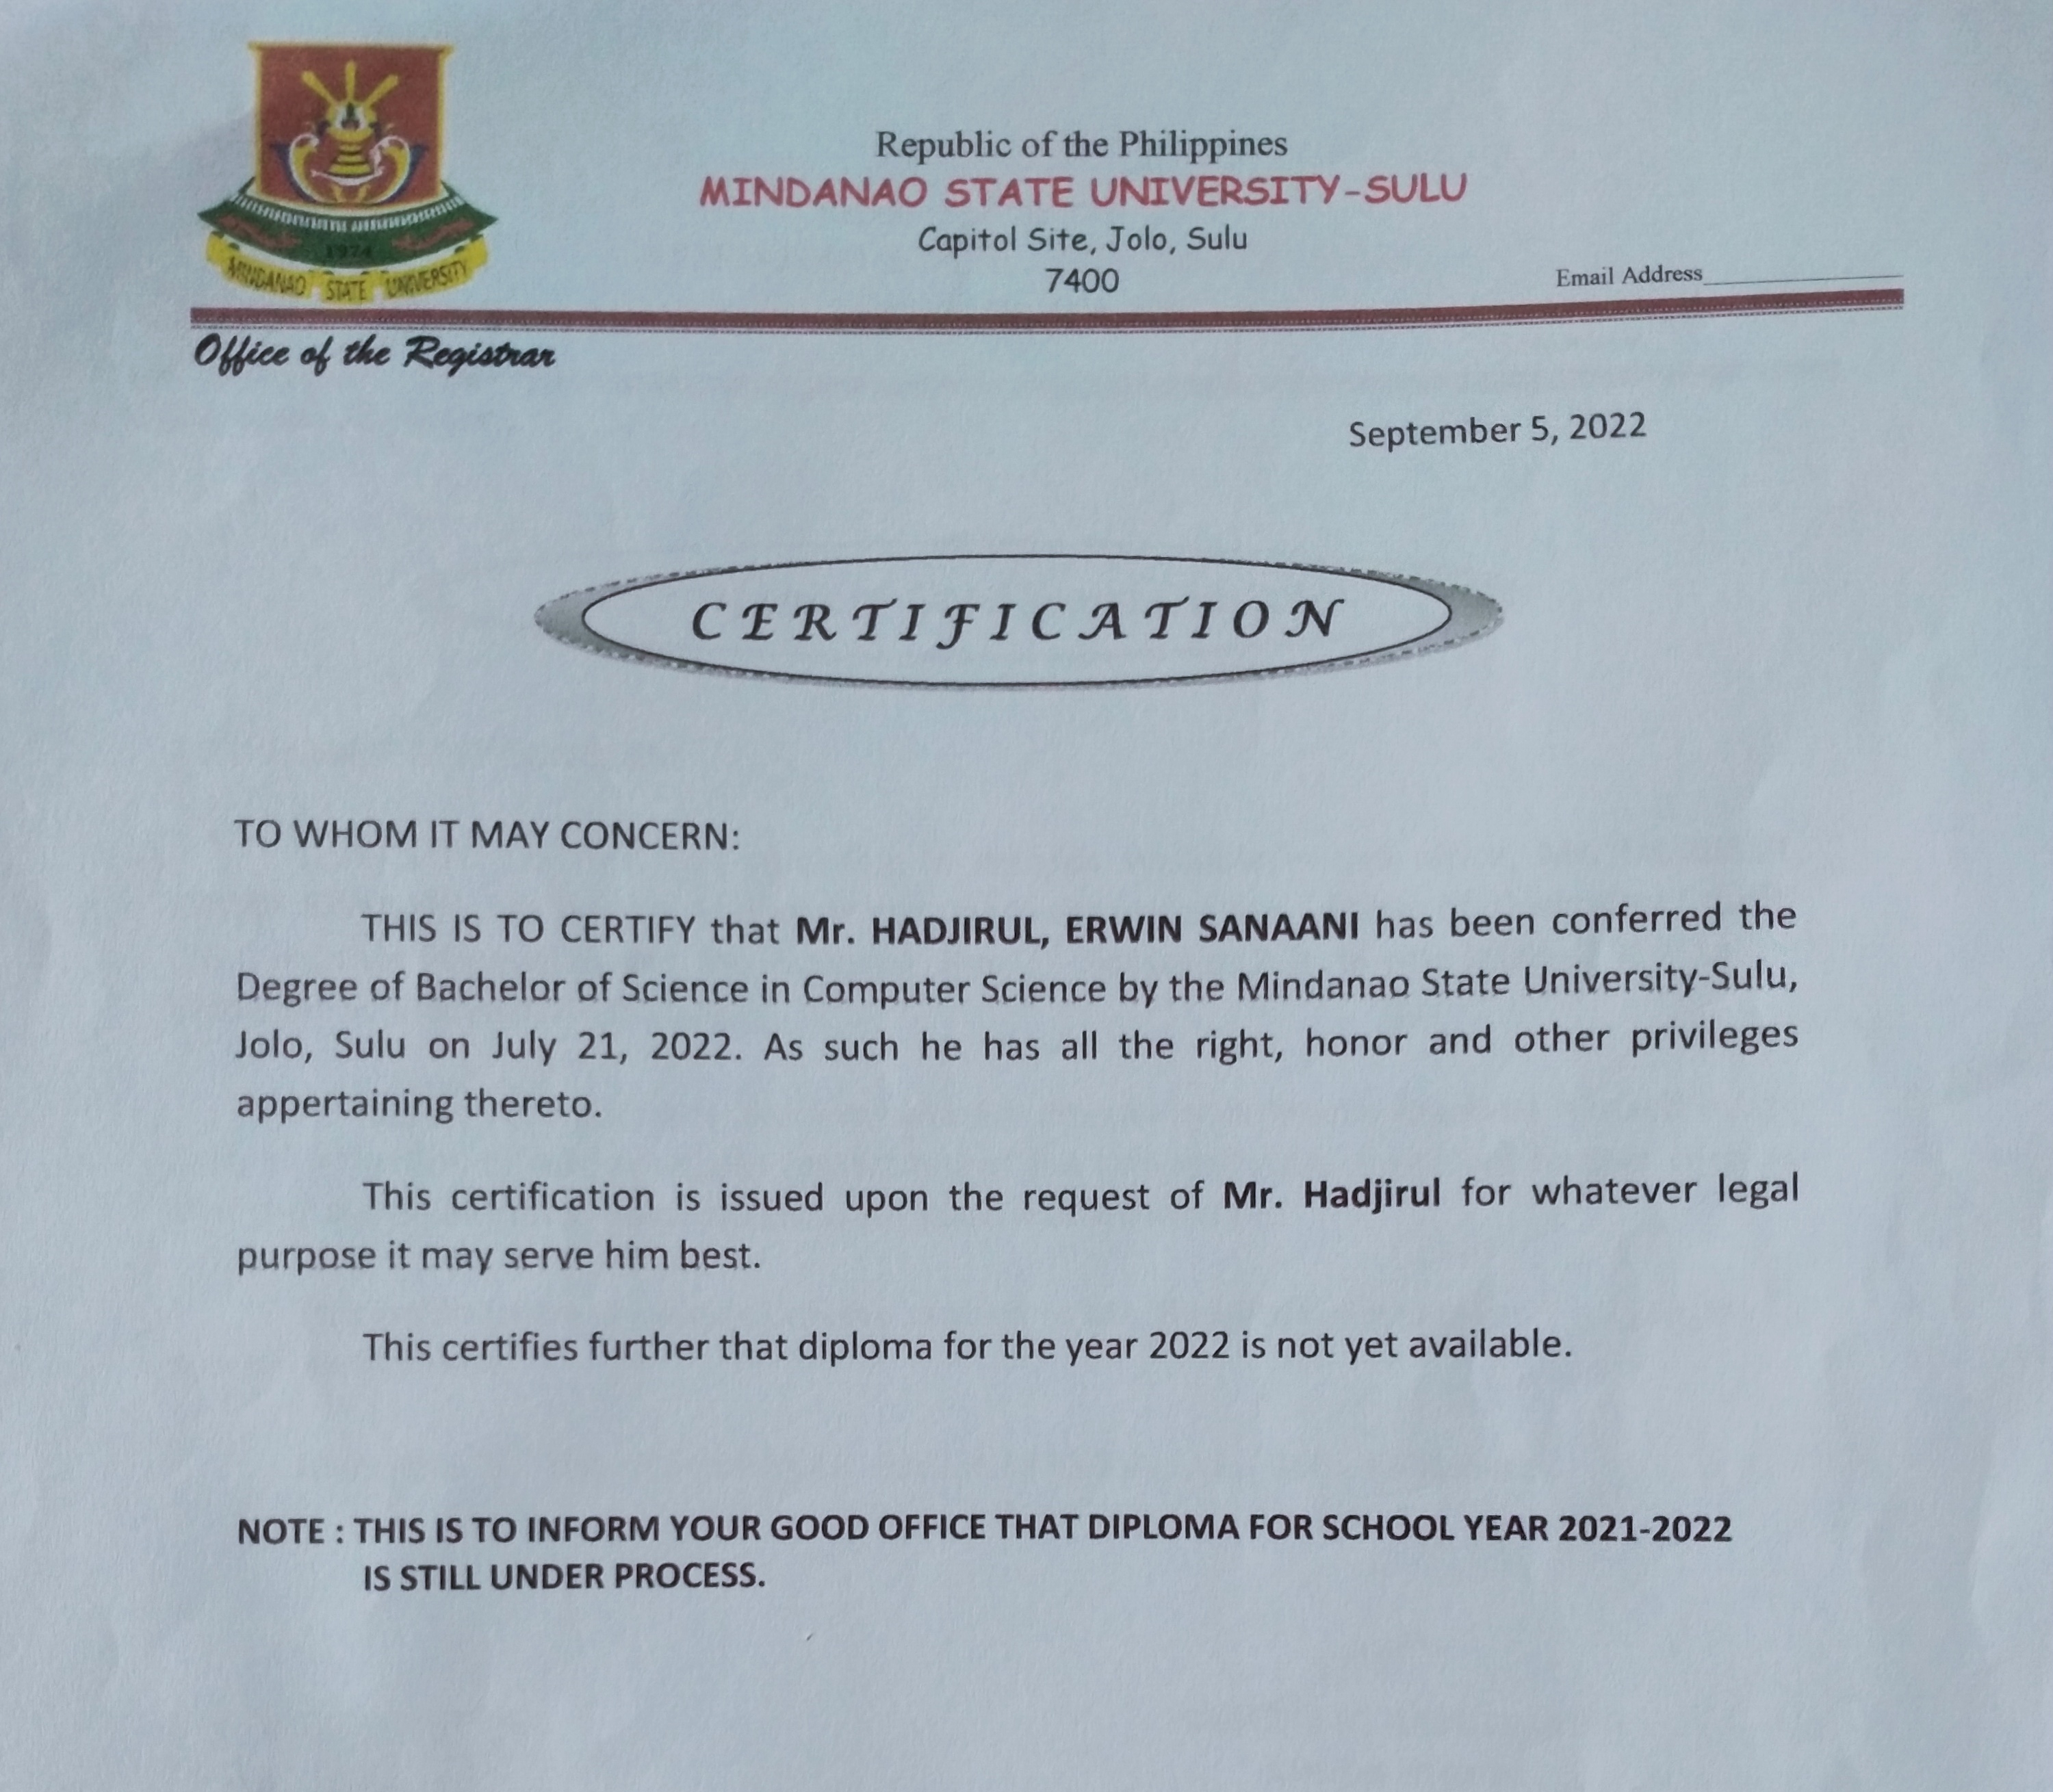 Republic of the Philippines
MINDANAO STATE UNIVERSITY-SULU
Capitol Site, Jolo, Sulu
7400
Email Address
1974
MINDANAO STATE UNIVERSITY
Office of the Registrar
September 5, 2022
CERTIFICATION
TO WHOM IT MAY CONCERN:
THIS IS TO CERTIFY that Mr. HADJIRUL, ERWIN SANAANI has been conferred the
Degree of Bachelor of Science in Computer Science by the Mindanao State University-Sulu,
Jolo, Sulu on July 21, 2022. As such he has all the right, honor and other privileges
appertaining thereto.
This certification is issued upon the request of Mr. Hadjirul for whatever legal
purpose it may serve him best.
This certifies further that diploma for the year 2022 is not yet available.
NOTE : THIS IS TO INFORM YOUR GOOD OFFICE THAT DIPLOMA FOR SCHOOL YEAR 2021-2022
IS STILL UNDER PROCESS.